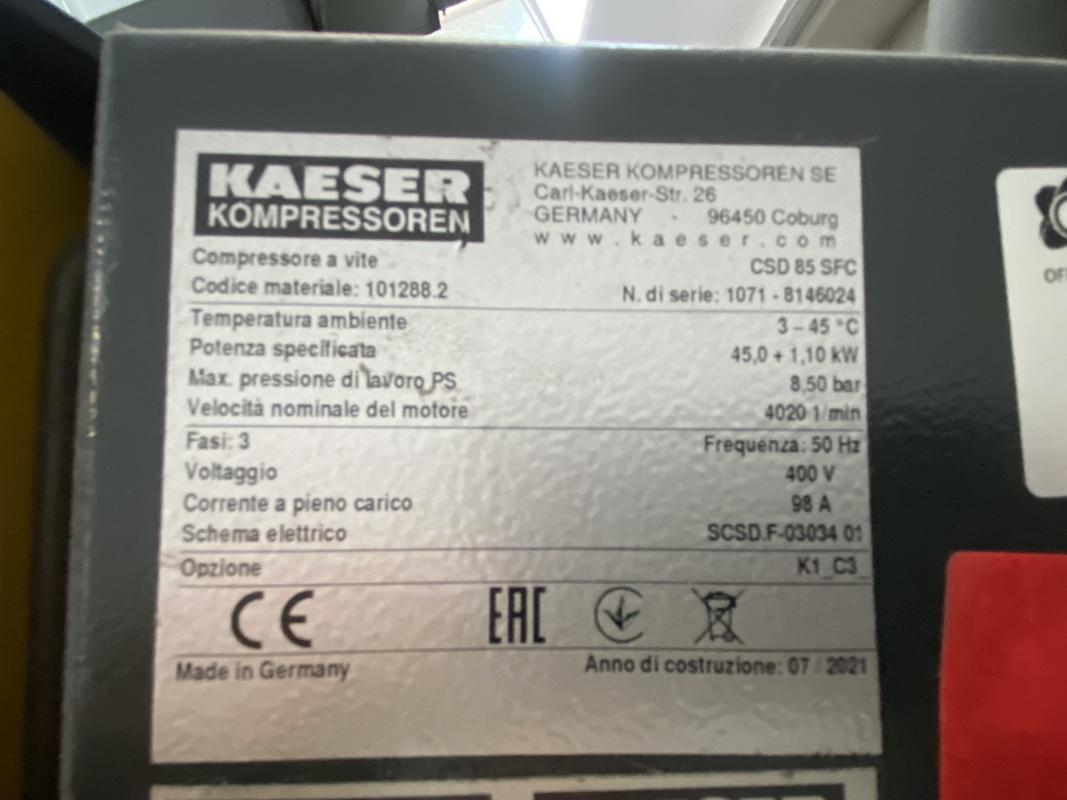 KAESER
KOMPRESSOREN
KAESER KOMPRESSOREN SE
Carl-Kaeser-Str. 26
GERMANY - 96450 Coburg
www.kaeser.com
Compressore a vite CSD 85 SFC
Codice materiale: 101288.2 N. di serie: 1071 - 8146024
Temperatura ambiente 3 – 45 °C
Potenza specificata 45,0 + 1,10 kW
Max. pressione di lavoro PS 8,50 bar
Velocità nominale del motore 4020 1/min
Fasi: 3 Frequenza: 50 Hz
Voltaggio 400 V
Corrente a pieno carico 98 A
Schema elettrico SCSD.F-03034 01
Opzione K1_C3_
CE EAC
Made in Germany Anno di costruzione: 07 / 2021